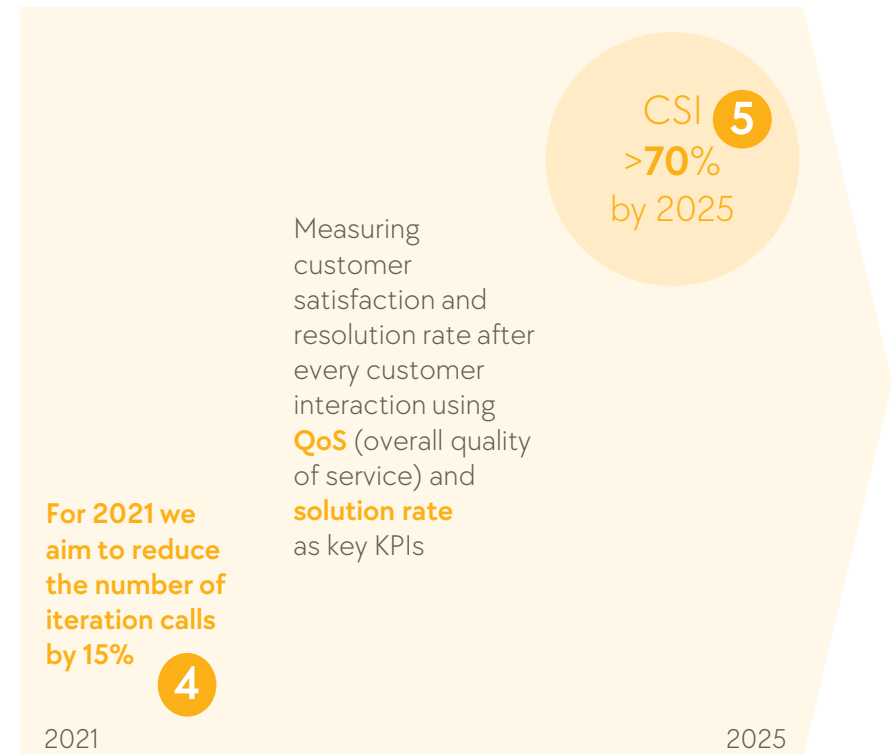 CSI 5
>70%
by 2025
Measuring
customer
satisfaction and
resolution rate after
every customer
interaction using
QoS (overall quality
of service) and
solution rate
as key KPIs
For 2021 we
aim to reduce
the number of
iteration calls
by 15%
4
2021
2025